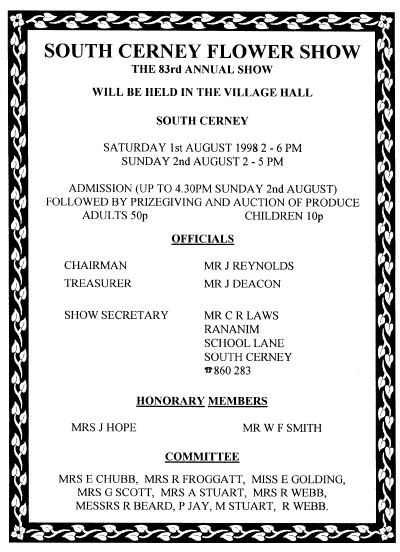 SOUTH CERNEY FLOWER SHOW
THE 83rd ANNUAL SHOW
WILL BE HELD IN THE VILLAGE HALL
SOUTH CERNEY
SATURDAY 1st AUGUST 1998 2 - 6 PM
SUNDAY 2nd AUGUST 2 - 5 PM
ADMISSION (UP TO 4.30PM SUNDAY 2nd AUGUST)
FOLLOWED BY PRIZEGIVING AND AUCTION OF PRODUCE
ADULTS 50p CHILDREN 10p
OFFICIALS
CHAIRMAN MR J REYNOLDS
TREASURER MR J DEACON
SHOW SECRETARY MR C R LAWS
RANANIM
SCHOOL LANE
SOUTH CERNEY
☎860 283
HONORARY MEMBERS
MRS J HOPE MR W F SMITH
COMMITTEE
MRS E CHUBB, MRS R FROGGATT, MISS E GOLDING,
MRS G SCOTT, MRS A STUART, MRS R WEBB,
MESSRS R BEARD, P JAY, M STUART, R WEBB.